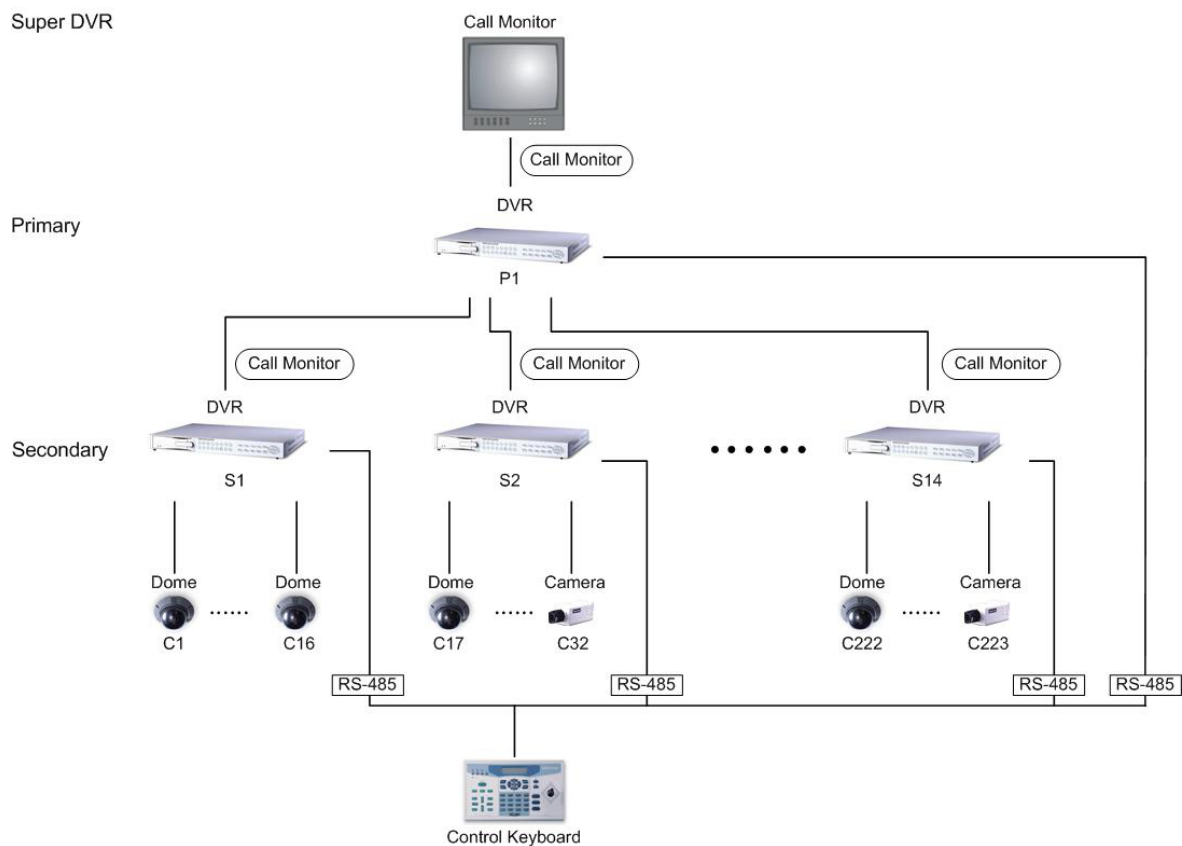 Super DVR
Call Monitor
Call Monitor
DVR
Primary
P1
Call Monitor
Call Monitor
Call Monitor
DVR
DVR
DVR
Secondary
S1
S2
S14
Dome
Dome
Dome
Camera
Dome
Camera
C1
C16
C17
C32
C222
C223
RS-485
RS-485
RS-485
RS-485
Control Keyboard